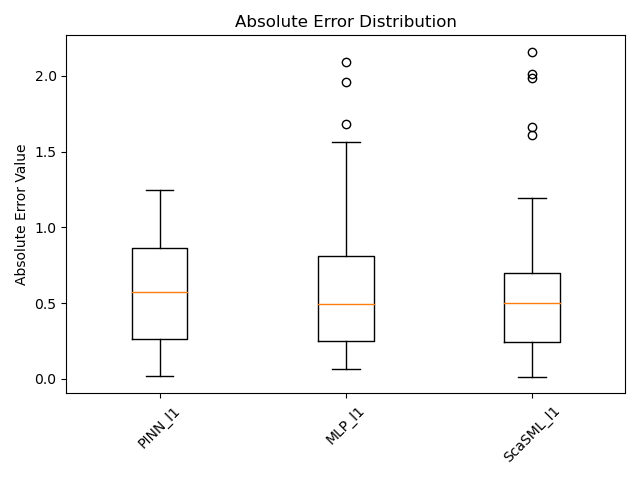 Absolute Error Distribution
Absolute Error Value
2.0
1.5
1.0
0.5
0.0
PINN_l1
MLP_l1
ScaSML_l1